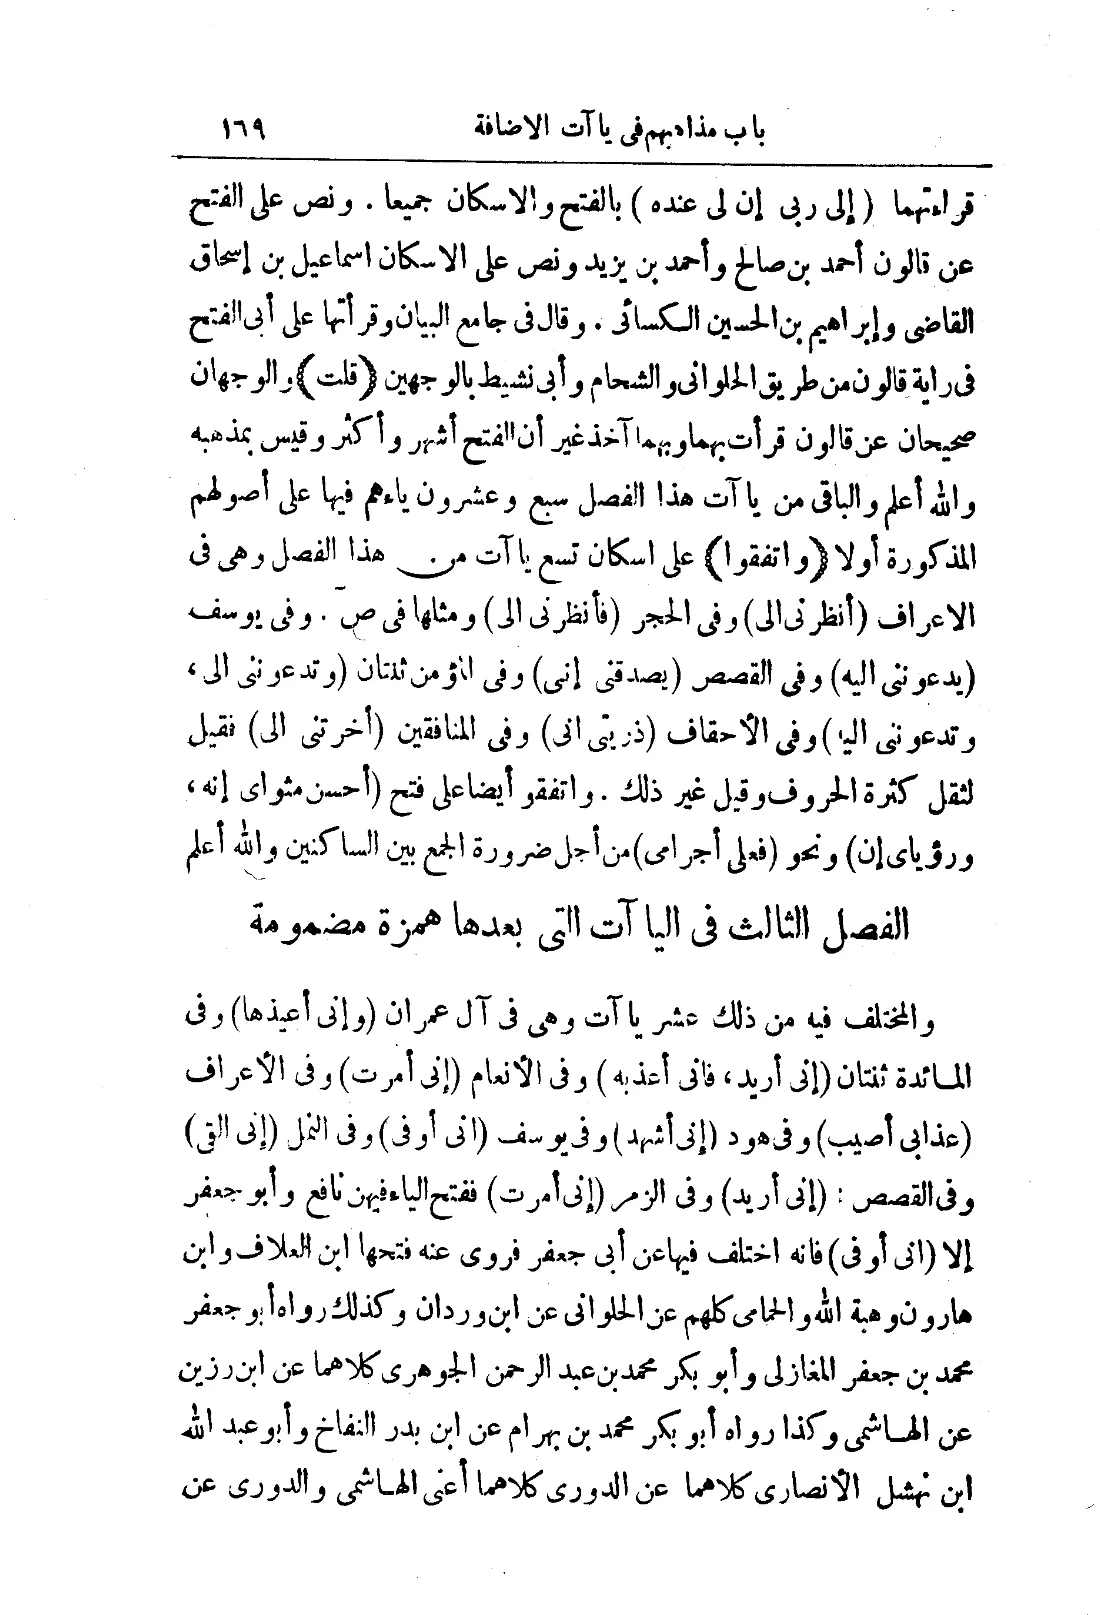 باب مذاهبهم فى ياآت الاضافة ١٦٩
قراءتهما (إلى ربى إن لى عنده) بالفتح والاسكان جميعا . ونص على الفتح
عن قالون أحمد بن صالح وأحمد بن يزيد ونص على الاسكان اسماعيل بن إسحاق
القاضى وإبراهيم بن الحسين الكسائى . وقال فى جامع البيان وقرأتها على أبى الفتح
فى راية قالون من طريق الحلوانى والشحام وأبى نشيط بالوجهين (قلت) والوجهان
صحيحان عن قالون قرأت بهما وبهما آخذ غير أن الفتح أشهر وأكثر وقيس بمذهبه
والله أعلم والباقى من ياآت هذا الفصل سبع وعشرون ياءهم فيها على أصولهم
المذكورة أولا (واتفقوا) على اسكان تسع ياآت من هذا الفصل وهى فى
الاعراف (أنظرنى الى) وفى الحجر (فأنظرنى الى) ومثلها فى ص . وفى يوسف
(يدعوننى اليه) وفى القصص (يصدقنى إنى) وفى المؤمن ثنتان (وتدعوننى الى،
وتدعوننى اليه) وفى الأحقاف (ذريتى انى) وفى المنافقين (أخرتنى الى) فقيل
لثقل كثرة الحروف وقيل غير ذلك . واتفقو أيضا على فتح (أحسن مثواى إنه،
ورؤياى إن) ونحو (فعلى أجرامى) من أجل ضرورة الجمع بين الساكنين والله أعلم
الفصل الثالث فى الياآت التى بعدها همزة مضمومة
والمختلف فيه من ذلك عشر ياآت وهى فى آل عمران (وإنى أعيذها) وفى
المائدة ثنتان (إنى أريد، فانى أعذبه) وفى الأنعام (إنى أمرت) وفى الأعراف
(عذابى أصيب) وفى هود (إنى أشهد) وفى يوسف (انى أوفى) وفى النمل (إنى القى)
وفى القصص : (إنى أريد) وفى الزمر (إنى أمرت) ففتح الياء فيهن نافع وأبو جعفر
إلا (انى أوفى) فانه اختلف فيها عن أبى جعفر فروى عنه فتحها ابن العلاف وابن
هارون وهبة الله والحمامى كلهم عن الحلوانى عن ابن وردان وكذلك رواه أبو جعفر
محمد بن جعفر المغازلى وأبو بكر محمد بن عبد الرحمن الجوهرى كلاهما عن ابن رزين
عن الهاشمى وكذا رواه أبو بكر محمد بن بهرام عن ابن بدر النفاخ وأبو عبد الله
ابن نهشل الأنصارى كلاهما عن الدورى كلاهما أعنى الهاشمى والدورى عن